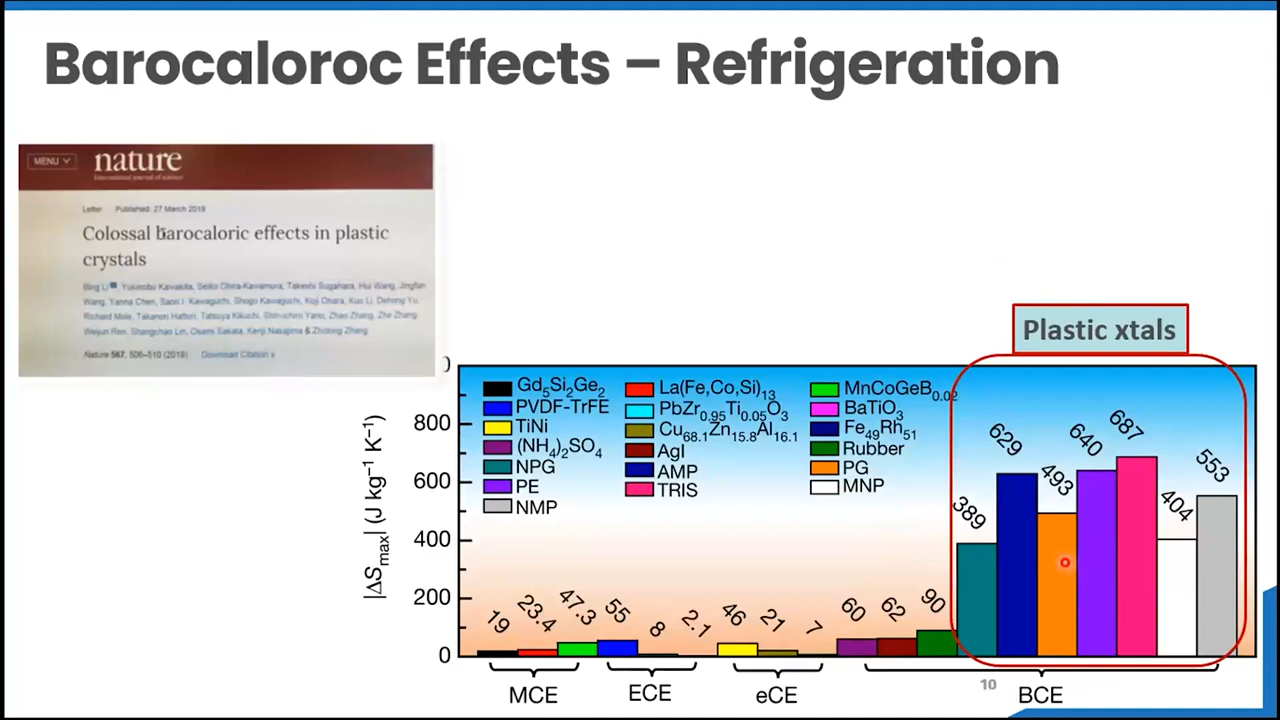 Barocaloroc Effects – Refrigeration
MENU
nature
International journal of science
Letter Published: 27 March 2019
Colossal barocaloric effects in plastic
crystals
Bing Li Yukinobu Kawakita, Seiko Ohira-Kawamura, Takeshi Sugahara, Hui Wang, Jingfan
Wang, Yanna Chen, Saori I. Kawaguchi, Shogo Kawaguchi, Koji Ohara, Kuo Li, Dehong Yu
Richard Mole, Takanori Hattori, Tatsuya Kikuchi, Shin-ichiro Yano, Zhao Zhang, Zhe Zhang
Weijun Ren, Shangchao Lin, Osami Sakata, Kenji Nakajima & Zhidong Zhang
Nature 567, 506–510 (2019) Download Citation
Plastic xtals
0
800
600
400
200
0
|ΔSmax| (J kg⁻¹ K⁻¹)
Gd5Si2Ge2
PVDF-TrFE
TiNi
(NH4)2SO4
NPG
PE
NMP
La(Fe,Co,Si)13
PbZr0.95Ti0.05O3
Cu68.1Zn15.8Al16.1
AgI
AMP
TRIS
MnCoGeB0.02
BaTiO3
Fe49Rh51
Rubber
PG
MNP
19
23.4
47.3
55
8
2.1
46
21
7
60
62
90
389
629
493
640
687
404
553
MCE
ECE
eCE
BCE
10